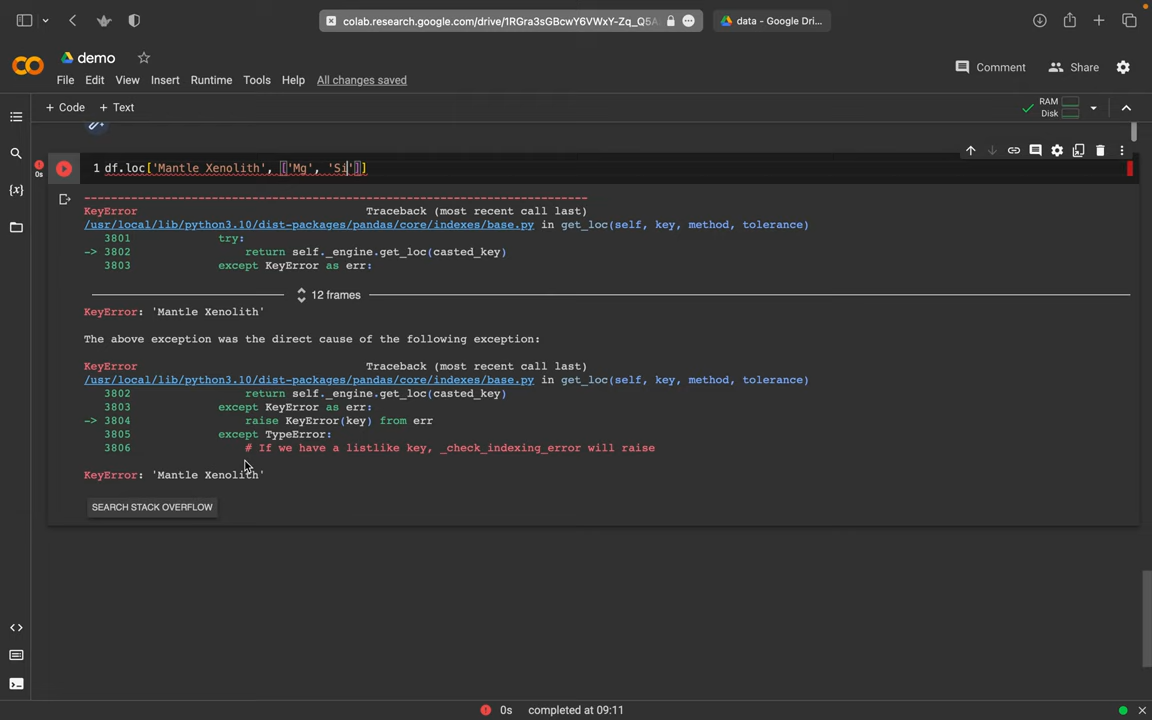 colab.research.google.com/drive/1RGra3sGBcwY6VWxY-Zq_Q5A
data - Google Dri...
demo
File Edit View Insert Runtime Tools Help All changes saved
Comment
Share
+ Code + Text
RAM
Disk
0s
1 df.loc['Mantle Xenolith', ['Mg', 'Si']]
---------------------------------------------------------------------------
KeyError Traceback (most recent call last)
/usr/local/lib/python3.10/dist-packages/pandas/core/indexes/base.py in get_loc(self, key, method, tolerance)
3801 try:
-> 3802 return self._engine.get_loc(casted_key)
3803 except KeyError as err:
12 frames
KeyError: 'Mantle Xenolith'
The above exception was the direct cause of the following exception:
KeyError Traceback (most recent call last)
/usr/local/lib/python3.10/dist-packages/pandas/core/indexes/base.py in get_loc(self, key, method, tolerance)
3802 return self._engine.get_loc(casted_key)
3803 except KeyError as err:
-> 3804 raise KeyError(key) from err
3805 except TypeError:
3806 # If we have a listlike key, _check_indexing_error will raise
KeyError: 'Mantle Xenolith'
SEARCH STACK OVERFLOW
0s completed at 09:11